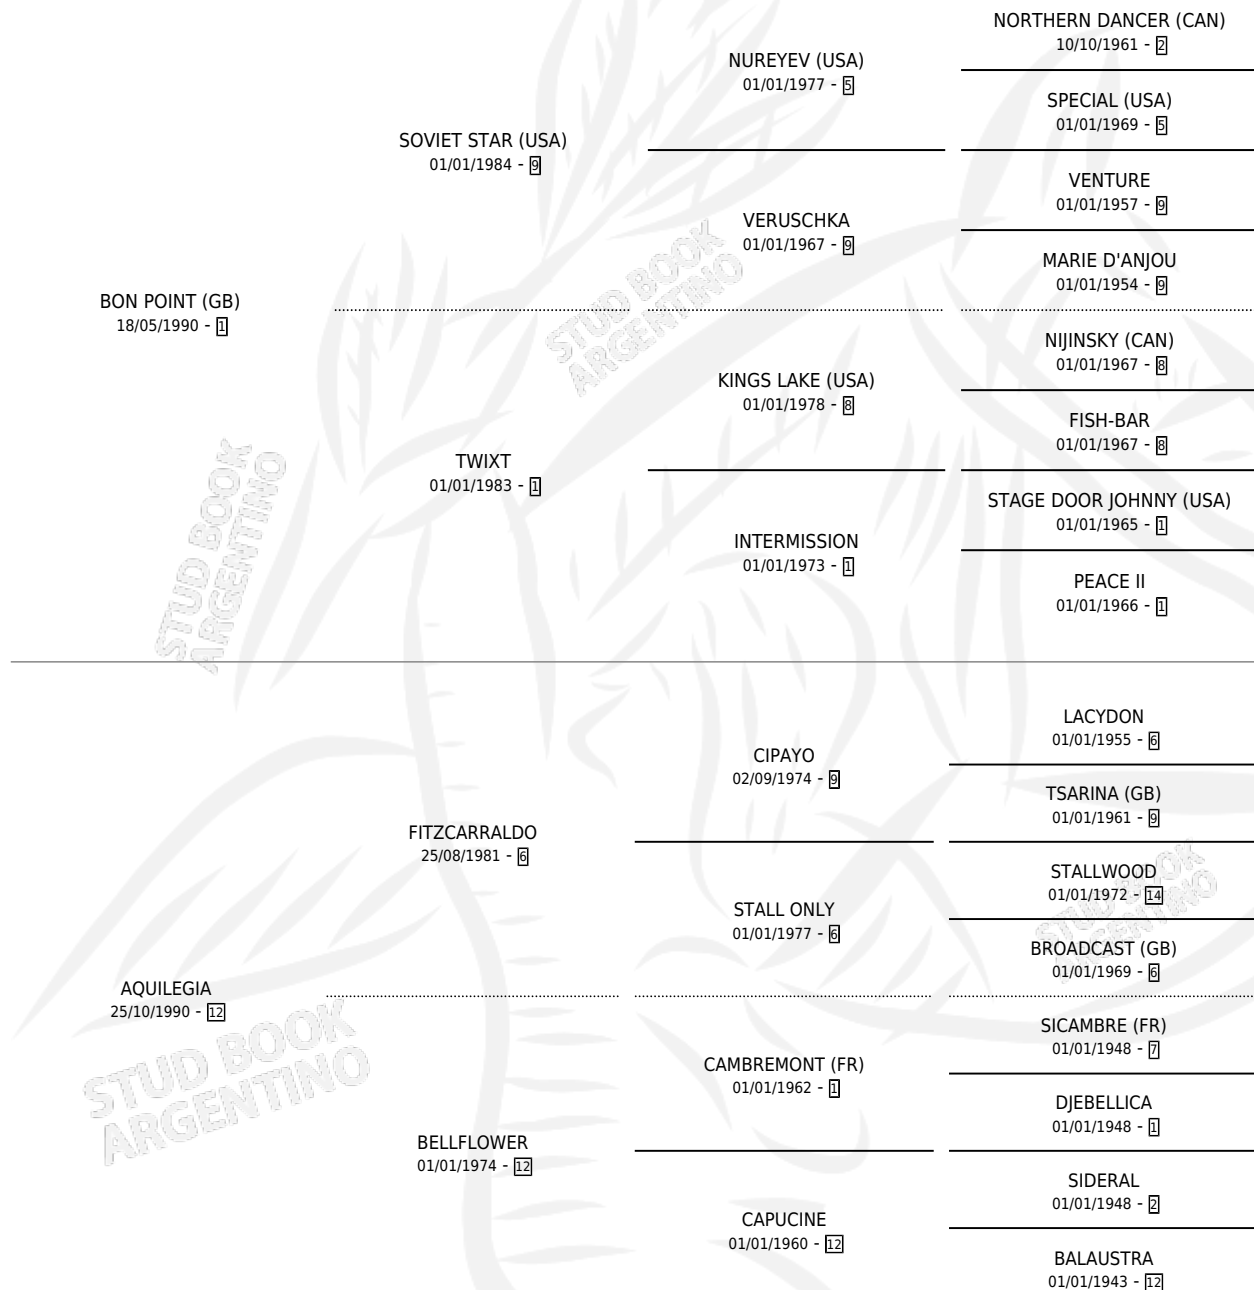 NORTHERN DANCER (CAN)
10/10/1961 - 2
NUREYEV (USA)
01/01/1977 - 5
SPECIAL (USA)
01/01/1969 - 5
SOVIET STAR (USA)
01/01/1984 - 9
VENTURE
01/01/1957 - 9
VERUSCHKA
01/01/1967 - 9
MARIE D'ANJOU
01/01/1954 - 9
BON POINT (GB)
18/05/1990 - 1
STUD BOOK
ARGENTINO
NIJINSKY (CAN)
01/01/1967 - 8
KINGS LAKE (USA)
01/01/1978 - 8
FISH-BAR
01/01/1967 - 8
TWIXT
01/01/1983 - 1
STAGE DOOR JOHNNY (USA)
01/01/1965 - 1
INTERMISSION
01/01/1973 - 1
PEACE II
01/01/1966 - 1
STUD BOOK
ARGENTINO
LACYDON
01/01/1955 - 6
CIPAYO
02/09/1974 - 9
TSARINA (GB)
01/01/1961 - 9
FITZCARRALDO
25/08/1981 - 6
STALLWOOD
01/01/1972 - 14
STALL ONLY
01/01/1977 - 6
STUD BOOK
ARGENTINO
BROADCAST (GB)
01/01/1969 - 6
AQUILEGIA
25/10/1990 - 12
STUD BOOK
ARGENTINO
SICAMBRE (FR)
01/01/1948 - 7
CAMBREMONT (FR)
01/01/1962 - 1
DJEBELLICA
01/01/1948 - 1
BELLFLOWER
01/01/1974 - 12
SIDERAL
01/01/1948 - 2
CAPUCINE
01/01/1960 - 12
BALAUSTRA
01/01/1943 - 12